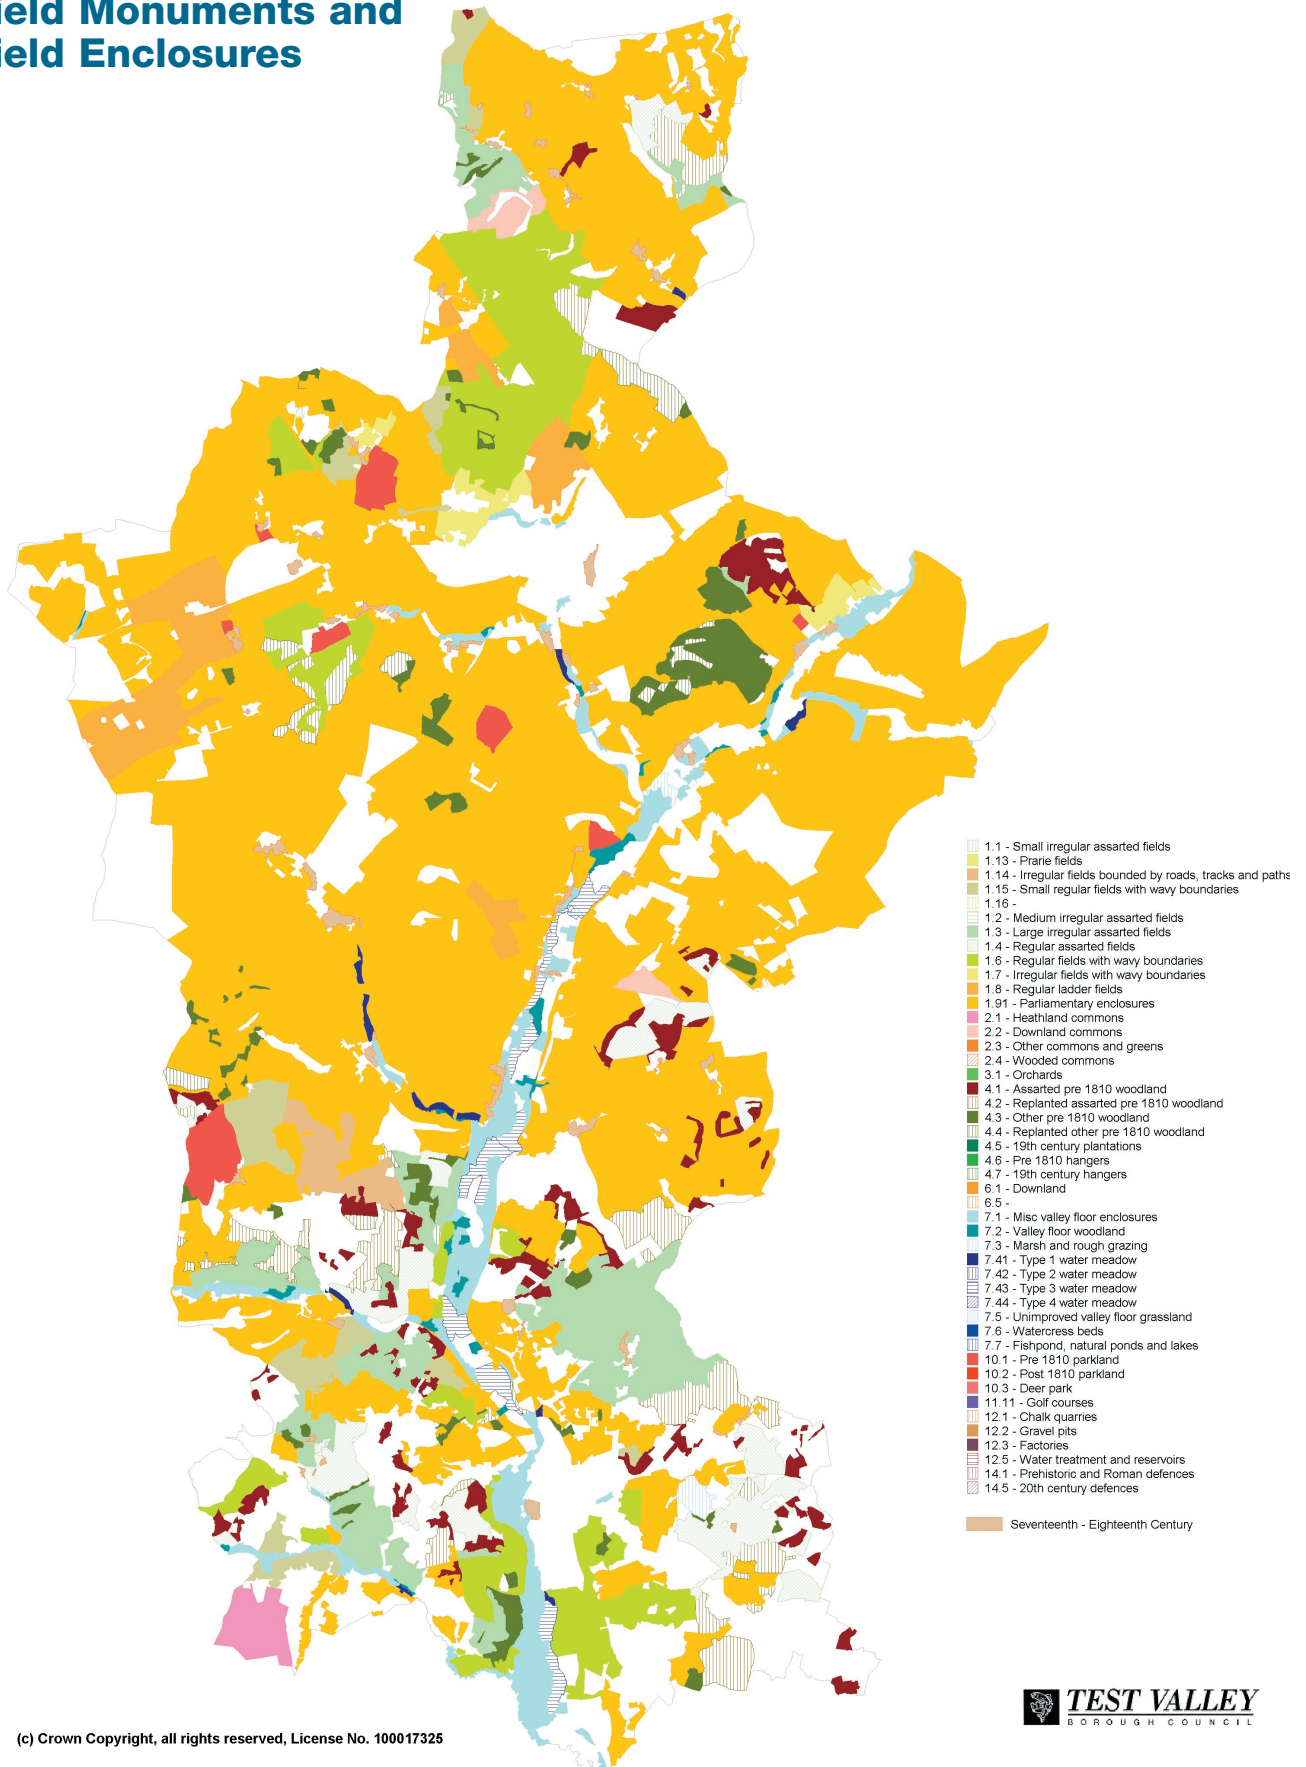 ield Monuments and
ield Enclosures
1.1 - Small irregular assarted fields
1.13 - Prarie fields
1.14 - Irregular fields bounded by roads, tracks and paths
1.15 - Small regular fields with wavy boundaries
1.16 -
1.2 - Medium irregular assarted fields
1.3 - Large irregular assarted fields
1.4 - Regular assarted fields
1.6 - Regular fields with wavy boundaries
1.7 - Irregular fields with wavy boundaries
1.8 - Regular ladder fields
1.91 - Parliamentary enclosures
2.1 - Heathland commons
2.2 - Downland commons
2.3 - Other commons and greens
2.4 - Wooded commons
3.1 - Orchards
4.1 - Assarted pre 1810 woodland
4.2 - Replanted assarted pre 1810 woodland
4.3 - Other pre 1810 woodland
4.4 - Replanted other pre 1810 woodland
4.5 - 19th century plantations
4.6 - Pre 1810 hangers
4.7 - 19th century hangers
6.1 - Downland
6.5 -
7.1 - Misc valley floor enclosures
7.2 - Valley floor woodland
7.3 - Marsh and rough grazing
7.41 - Type 1 water meadow
7.42 - Type 2 water meadow
7.43 - Type 3 water meadow
7.44 - Type 4 water meadow
7.5 - Unimproved valley floor grassland
7.6 - Watercress beds
7.7 - Fishpond, natural ponds and lakes
10.1 - Pre 1810 parkland
10.2 - Post 1810 parkland
10.3 - Deer park
11.11 - Golf courses
12.1 - Chalk quarries
12.2 - Gravel pits
12.3 - Factories
12.5 - Water treatment and reservoirs
14.1 - Prehistoric and Roman defences
14.5 - 20th century defences
Seventeenth - Eighteenth Century
TEST VALLEY
BOROUGH COUNCIL
(c) Crown Copyright, all rights reserved, License No. 100017325